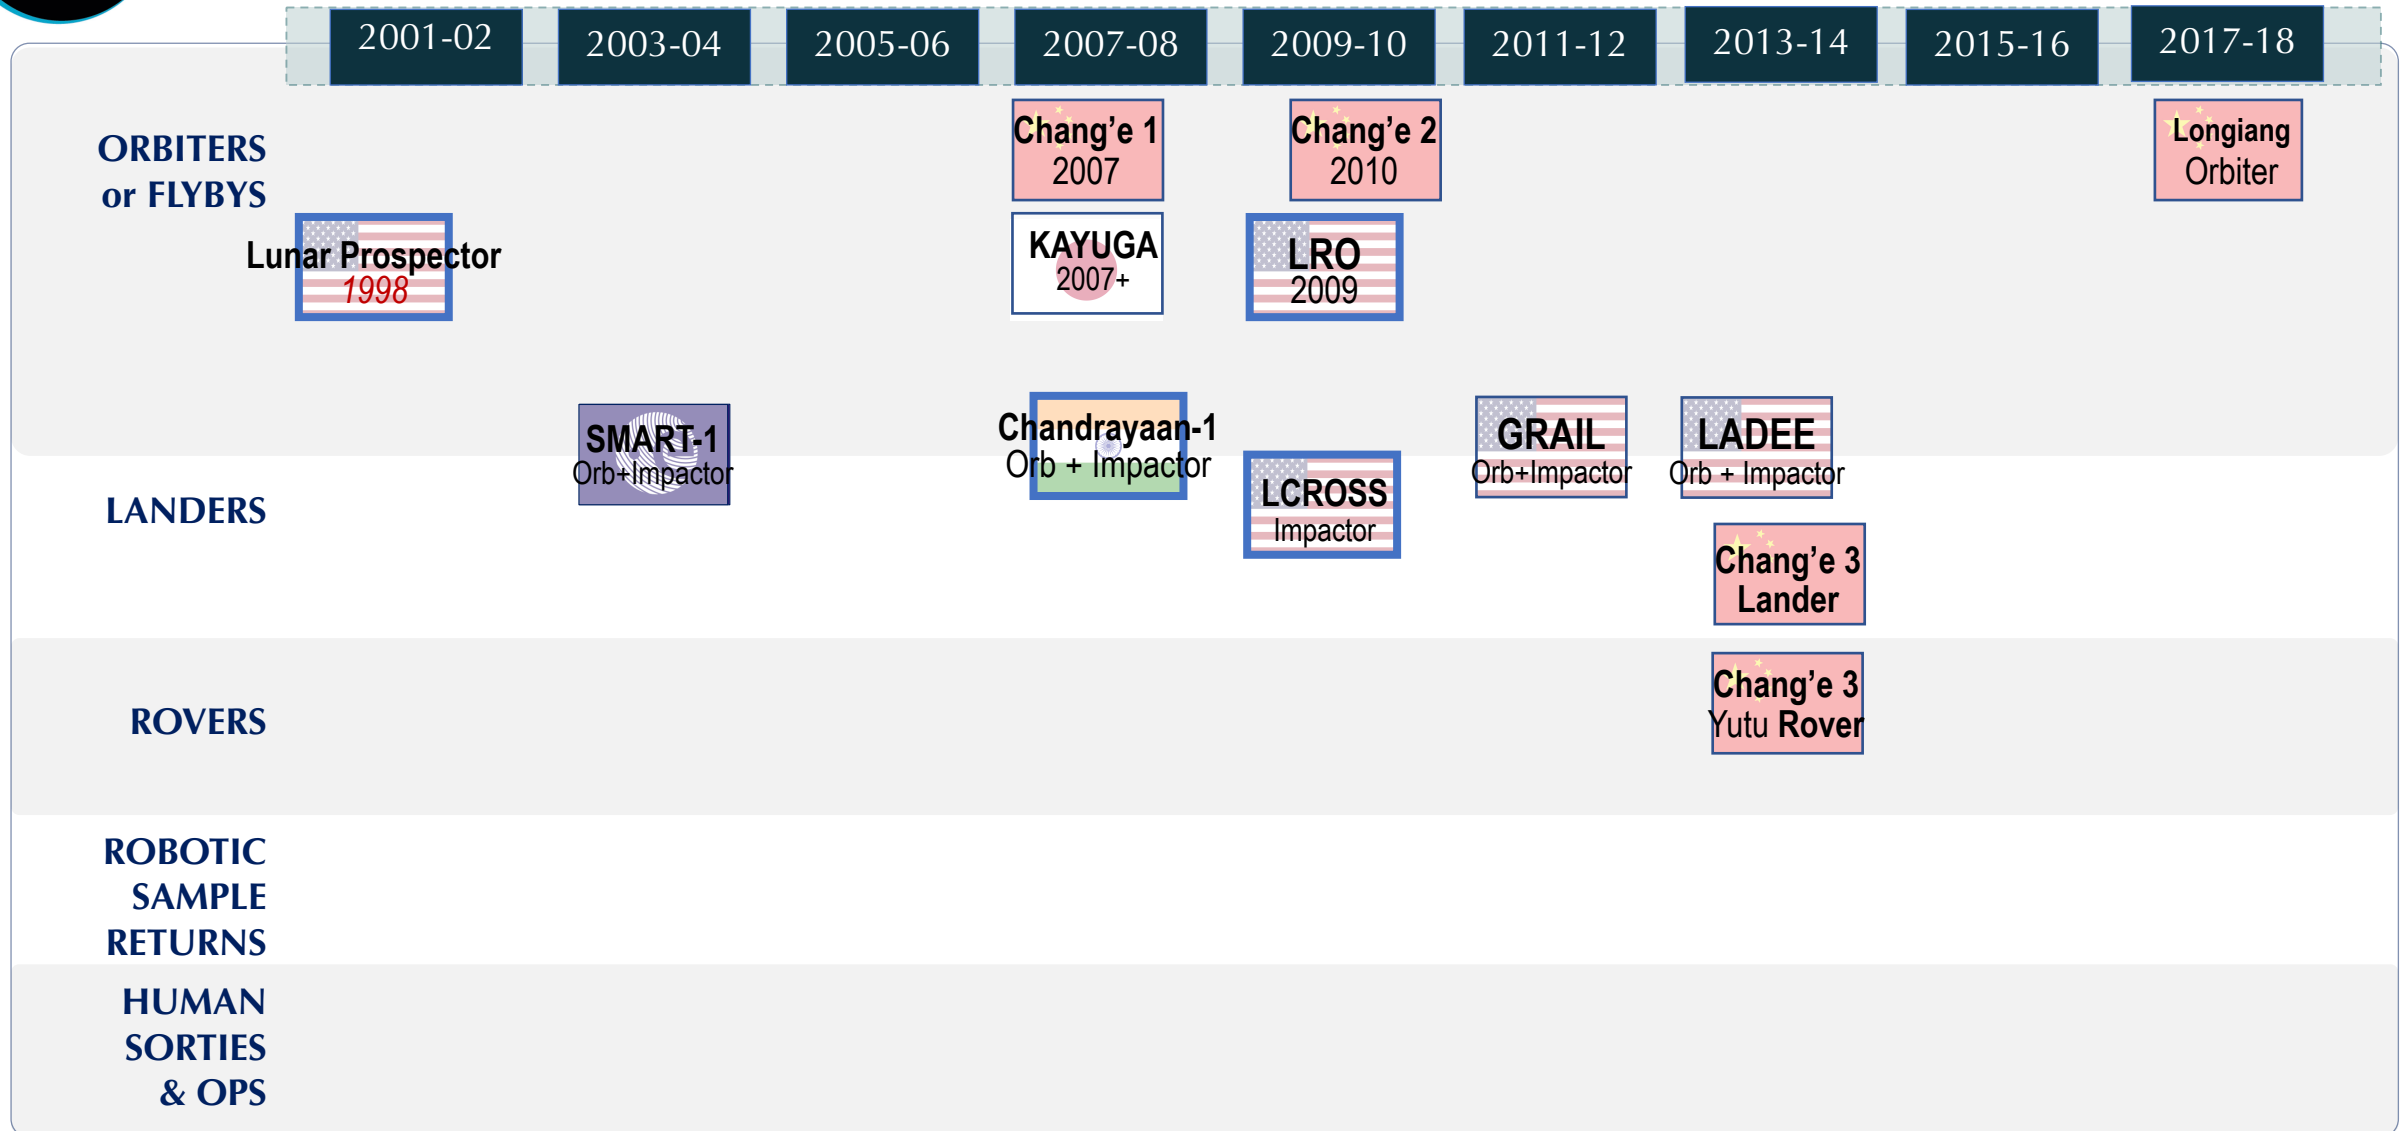 2001-02
2003-04
2005-06
2007-08
2009-10
2011-12
2013-14
2015-16
2017-18
ORBITERS
or FLYBYS
Chang’e 1
2007
Chang’e 2
2010
Longiang
Orbiter
Lunar Prospector
1998
KAYUGA
2007+
LRO
2009
SMART-1
Orb+Impactor
Chandrayaan-1
Orb + Impactor
GRAIL
Orb+Impactor
LADEE
Orb + Impactor
LANDERS
LCROSS
Impactor
Chang’e 3
Lander
ROVERS
Chang’e 3
Yutu Rover
ROBOTIC
SAMPLE
RETURNS
HUMAN
SORTIES
& OPS